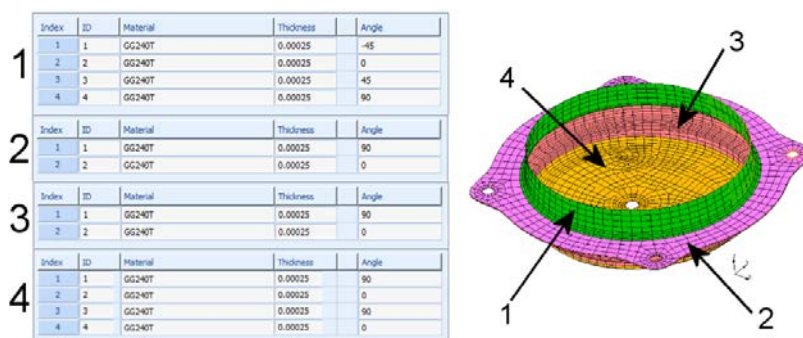 1
Index ID Material Thickness Angle
1 1 GG240T 0.00025 -45
2 2 GG240T 0.00025 0
3 3 GG240T 0.00025 45
4 4 GG240T 0.00025 90
2
Index ID Material Thickness Angle
1 1 GG240T 0.00025 90
2 2 GG240T 0.00025 0
3
Index ID Material Thickness Angle
1 1 GG240T 0.00025 90
2 2 GG240T 0.00025 0
4
Index ID Material Thickness Angle
1 1 GG240T 0.00025 90
2 2 GG240T 0.00025 0
3 3 GG240T 0.00025 90
4 4 GG240T 0.00025 0
3
4
1
2